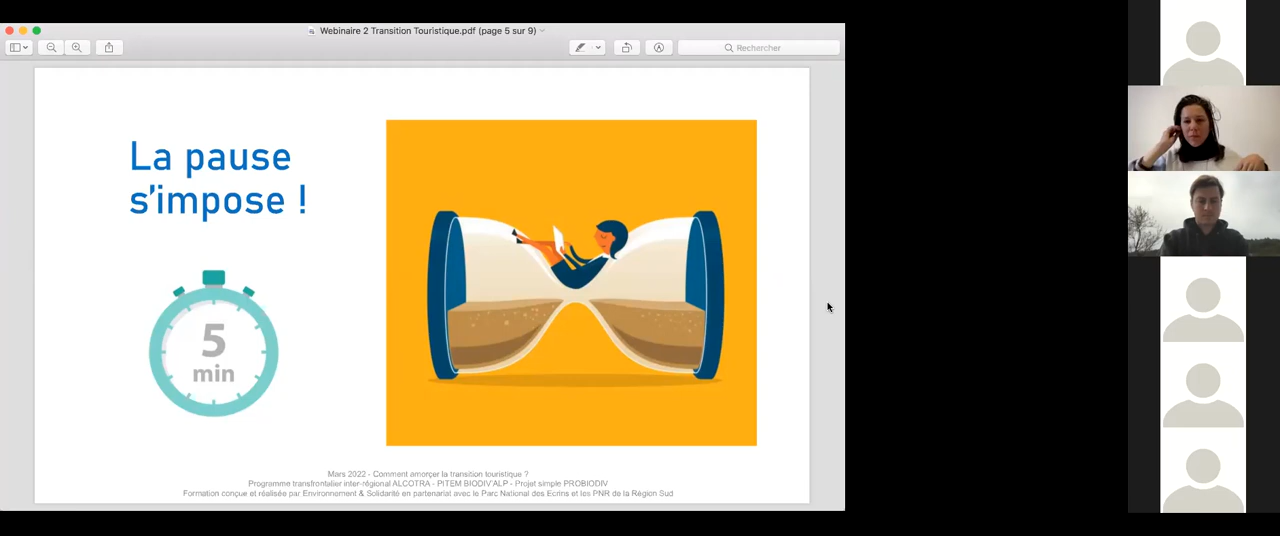 Webinaire 2 Transition Touristique.pdf (page 5 sur 9)
Rechercher
La pause
s'impose !
5
min
Mars 2022 - Comment amorçer la transition touristique ?
Programme transfrontalier inter-régional ALCOTRA - PITEM BIODIV'ALP - Projet simple PROBIODIV
Formation conçue et réalisée par Environnement & Solidarité en partenariat avec le Parc National des Ecrins et les PNR de la Région Sud